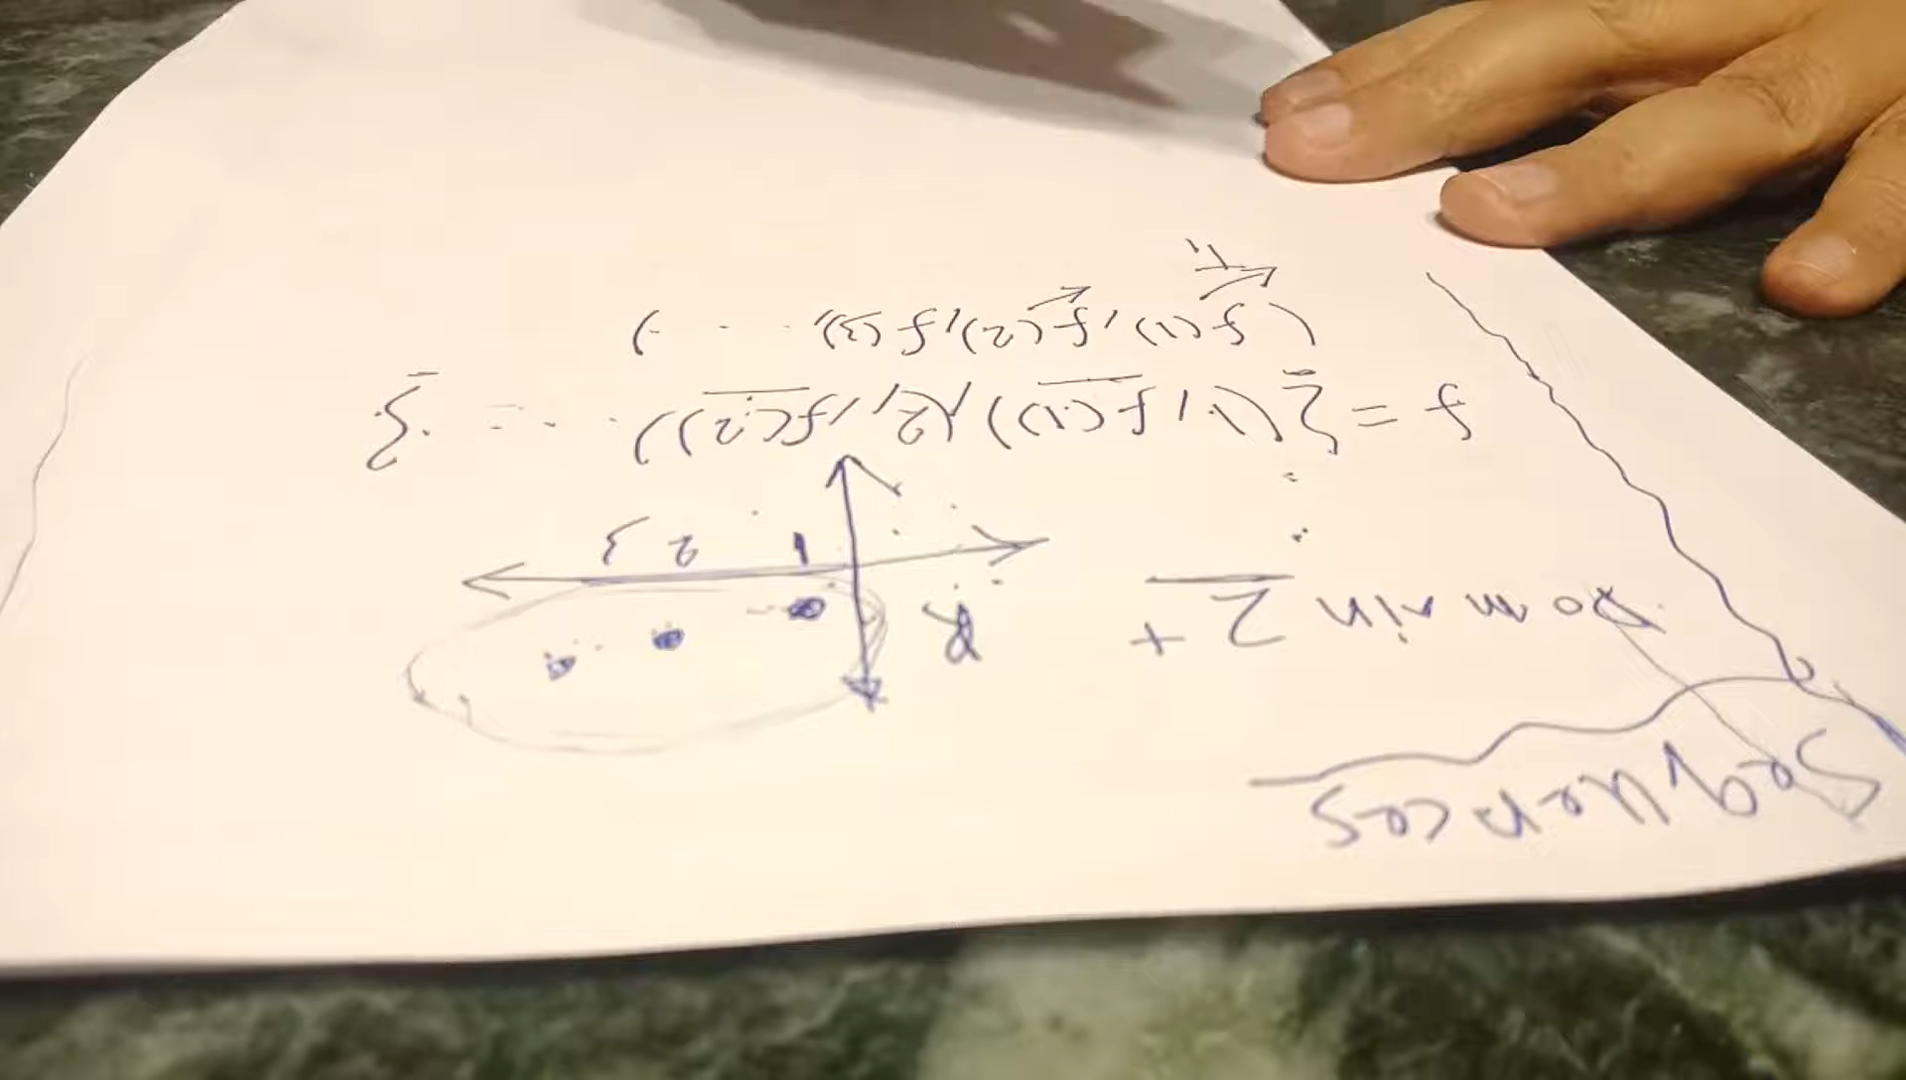 Sequences
Domain Z+
R
1 2 3
f = {(1, f(1)), (2, f(2)) ..... }
(f(1), f(2), f(3), ... )